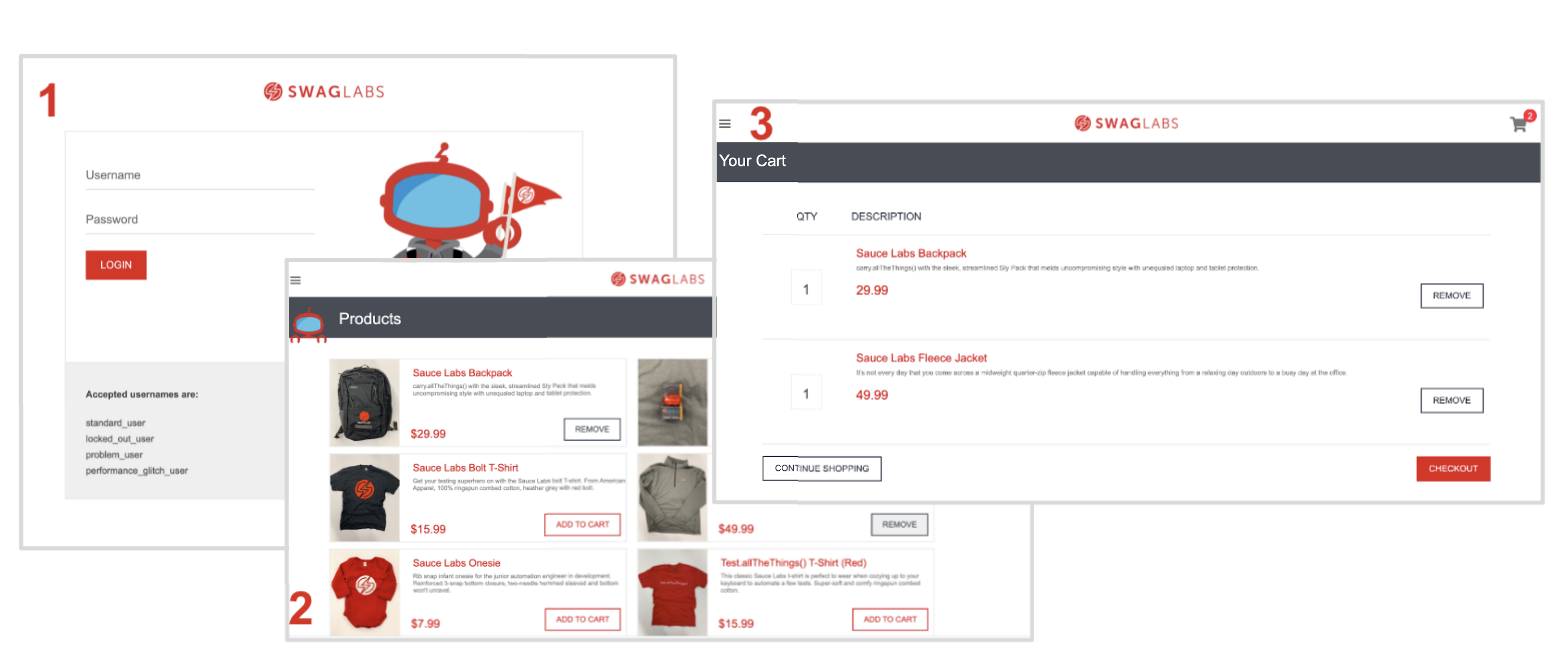 1
SWAGLABS
Username
Password
LOGIN
Accepted usernames are:
standard_user
locked_out_user
problem_user
performance_glitch_user
2
SWAGLABS
Products
Sauce Labs Backpack
carry.allTheThings() with the sleek, streamlined Sly Pack that melds
uncompromising style with unequaled laptop and tablet protection.
$29.99
REMOVE
Sauce Labs Bolt T-Shirt
Get your testing superhero on with the Sauce Labs bolt T-shirt. From American
Apparel, 100% ringspun combed cotton, heather gray with red bolt.
$15.99
ADD TO CART
$49.99
REMOVE
Sauce Labs Onesie
Rib snap infant onesie for the junior automation engineer in development.
Reinforced 3-snap bottom closure, two-needle hemmed sleeved and bottom
won't unravel.
$7.99
ADD TO CART
Test.allTheThings() T-Shirt (Red)
This classic Sauce Labs t-shirt is perfect to wear when cozying up to your
keyboard to automate a few tests. Super-soft and comfy ringspun combed
cotton.
$15.99
ADD TO CART
3
SWAGLABS
2
Your Cart
QTY DESCRIPTION
Sauce Labs Backpack
carry.allTheThings() with the sleek, streamlined Sly Pack that melds uncompromising style with unequaled laptop and tablet protection.
1
29.99
REMOVE
Sauce Labs Fleece Jacket
It's not every day that you come across a midweight quarter-zip fleece jacket capable of handling everything from a relaxing day outdoors to a busy day at the office.
1
49.99
REMOVE
CONTINUE SHOPPING
CHECKOUT